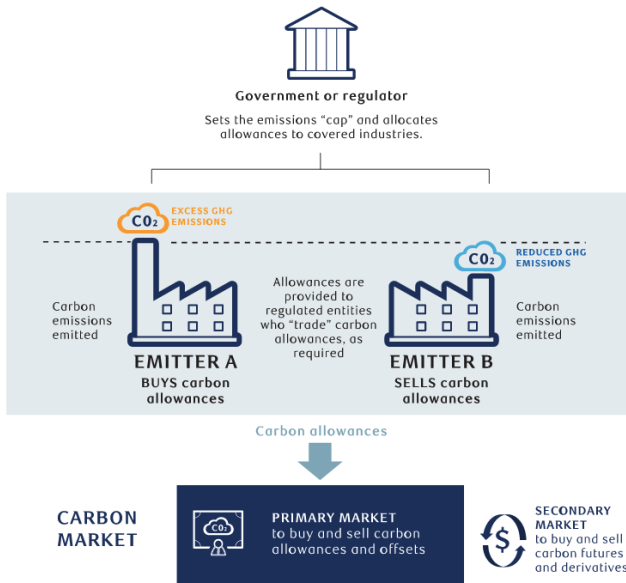 Government or regulator
Sets the emissions “cap” and allocates
allowances to covered industries.
CO₂
EXCESS GHG
EMISSIONS
CO₂
REDUCED GHG
EMISSIONS
Carbon
emissions
emitted
Allowances are
provided to
regulated entities
who “trade” carbon
allowances, as
required
Carbon
emissions
emitted
EMITTER A
BUYS carbon
allowances
EMITTER B
SELLS carbon
allowances
Carbon allowances
CARBON
MARKET
CO₂
PRIMARY MARKET
to buy and sell carbon
allowances and offsets
$
SECONDARY
MARKET
to buy and sell
carbon futures
and derivatives